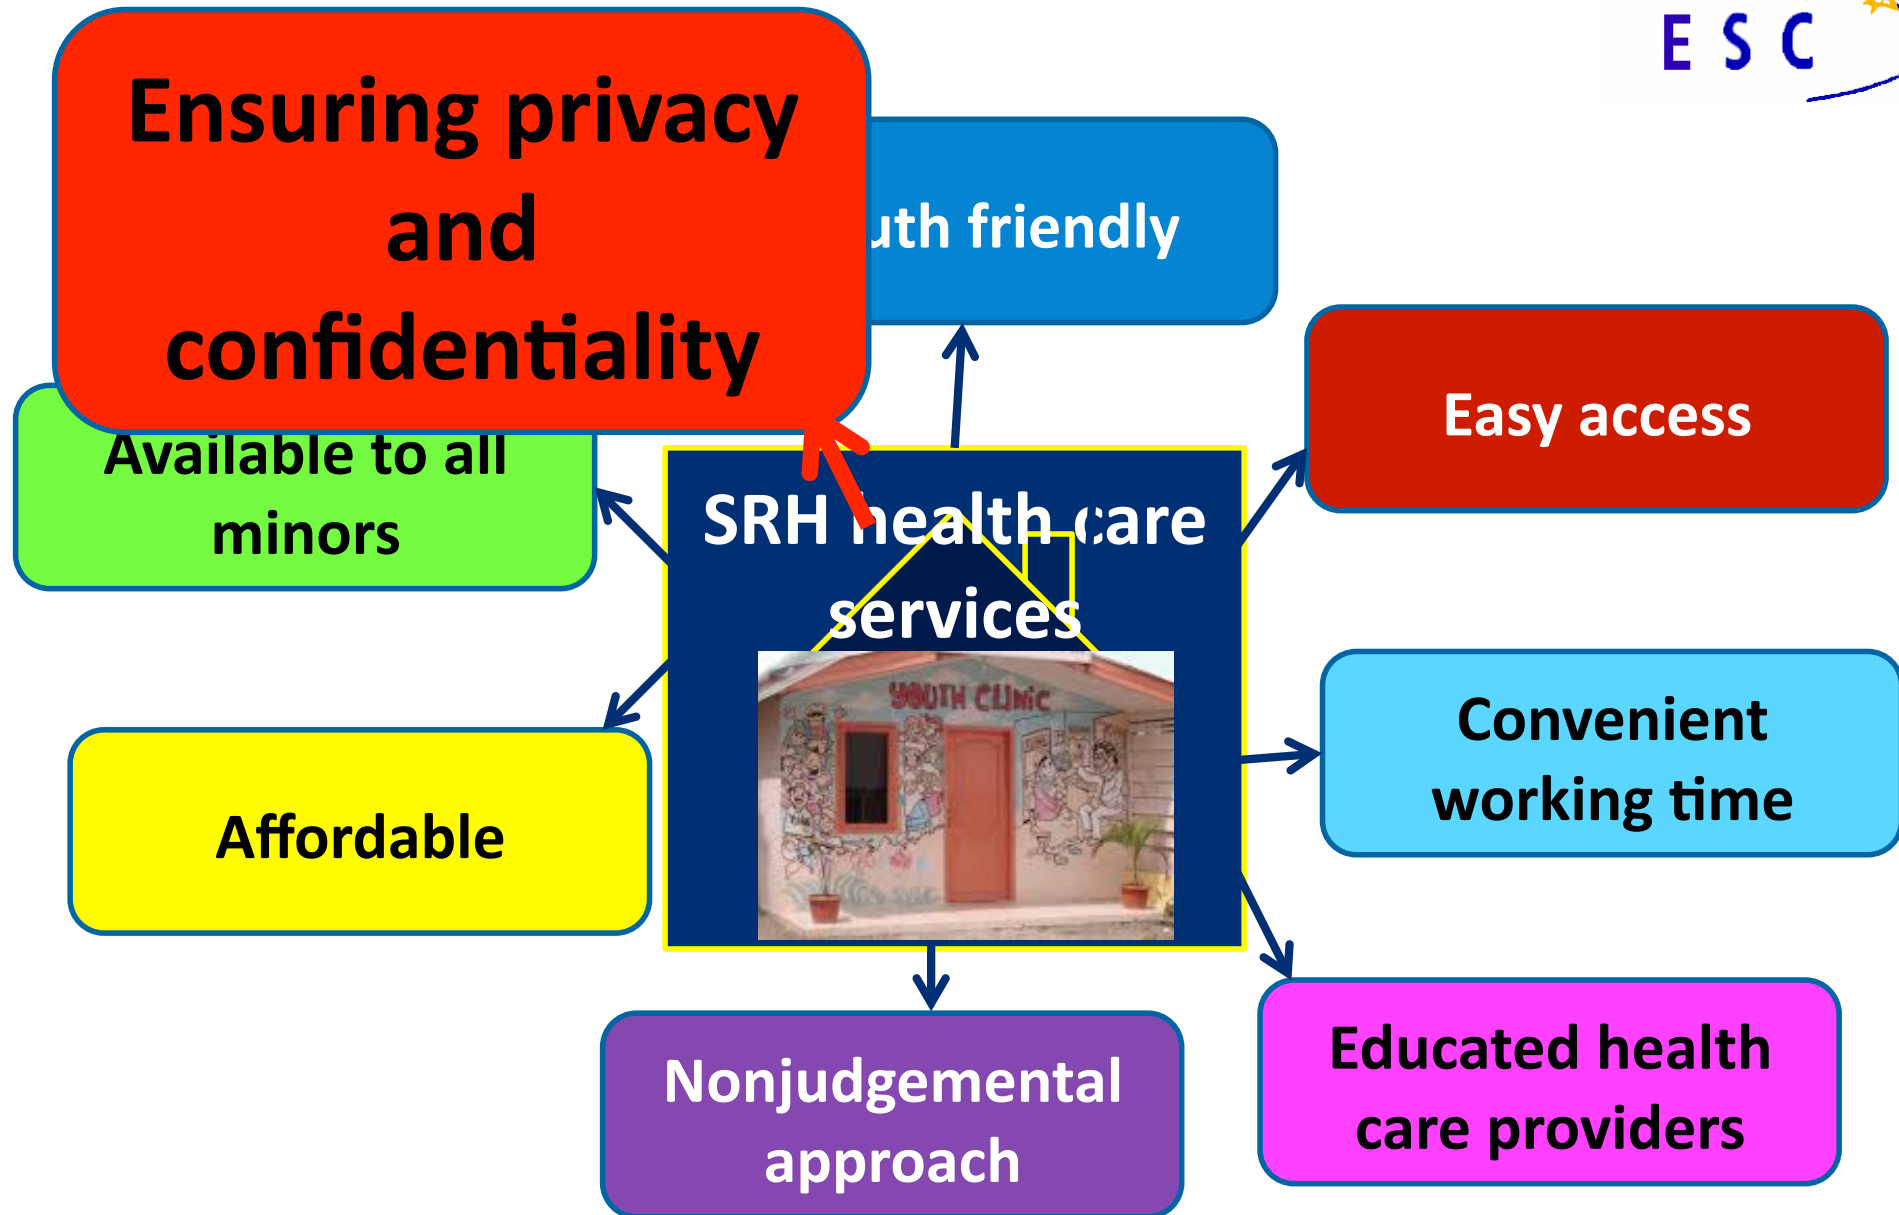 E S C
Ensuring privacy
and
confidentiality
uth friendly
Easy access
Available to all
minors
SRH health care
services
YOUTH CLINIC
Convenient
working time
Affordable
Educated health
care providers
Nonjudgemental
approach